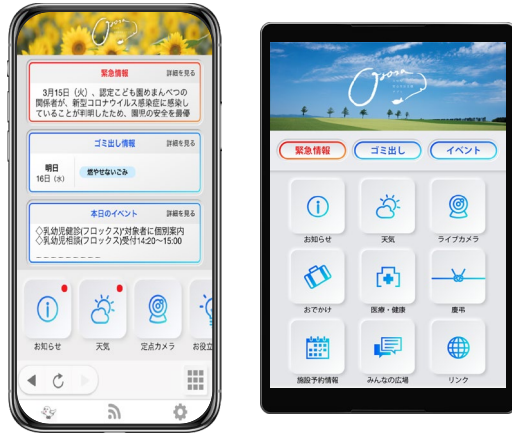 Ozora
緊急情報
詳細を見る
3月15日（火）、認定こども園めまんべつの
関係者が、新型コロナウイルス感染症に感染し
ていることが判明したため、園児の安全を最優
ゴミ出し情報
詳細を見る
明日
16日（水）
燃やせないごみ
本日のイベント
詳細を見る
◇乳幼児健診(フロックス)*対象者に個別案内
◇乳幼児相談(フロックス)受付14:20～15:00
お知らせ
天気
定点カメラ
お役立
Ozora
緊急情報
ゴミ出し
イベント
お知らせ
天気
ライブカメラ
おでかけ
医療・健康
慶弔
施設予約情報
みんなの広場
リンク